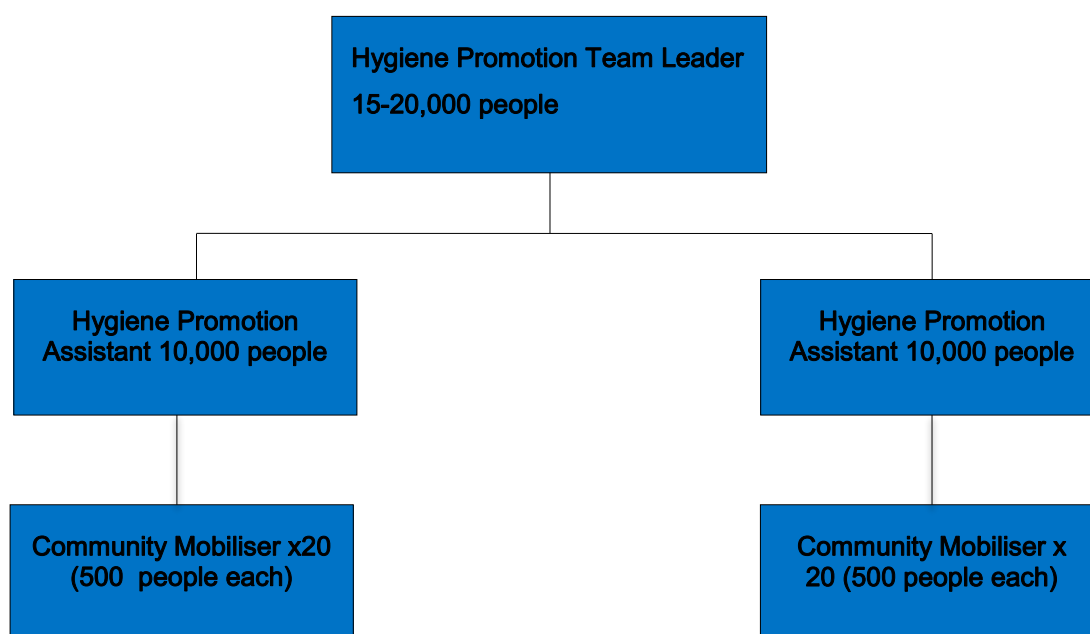 Hygiene Promotion Team Leader
15-20,000 people
Hygiene Promotion
Assistant 10,000 people
Hygiene Promotion
Assistant 10,000 people
Community Mobiliser x20
(500  people each)
Community Mobiliser x
20 (500 people each)